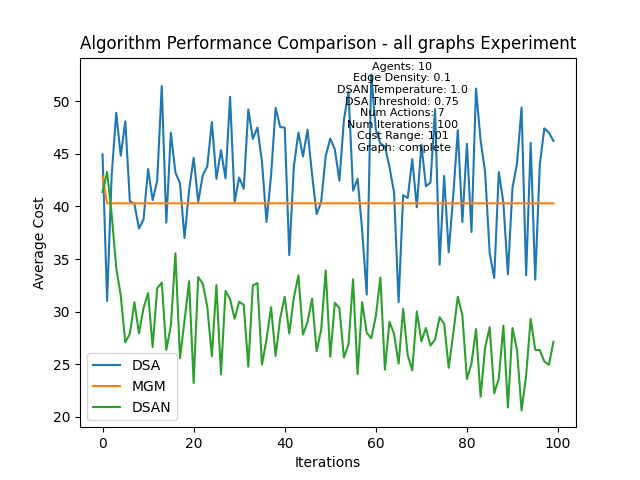 Algorithm Performance Comparison - all graphs Experiment
Agents: 10
Edge Density: 0.1
DSAN Temperature: 1.0
DSA Threshold: 0.75
Num Actions: 7
Num Iterations: 100
Cost Range: 101
Graph: complete
Average Cost
50
45
40
35
30
25
20
DSA
MGM
DSAN
0
20
40
60
80
100
Iterations